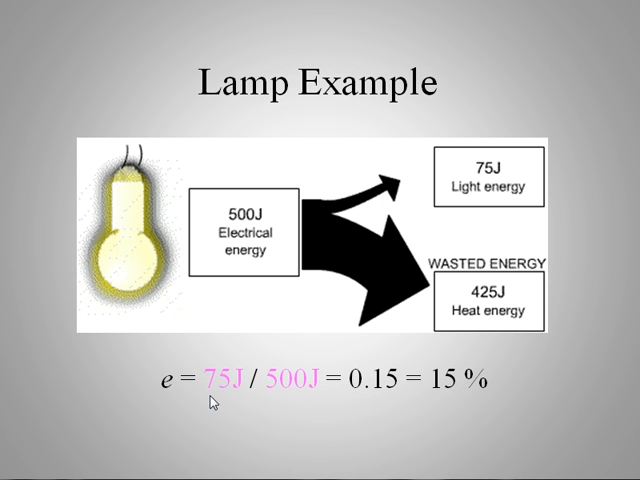 Lamp Example
500J
Electrical
energy
75J
Light energy
WASTED ENERGY
425J
Heat energy
e = 75J / 500J = 0.15 = 15 %